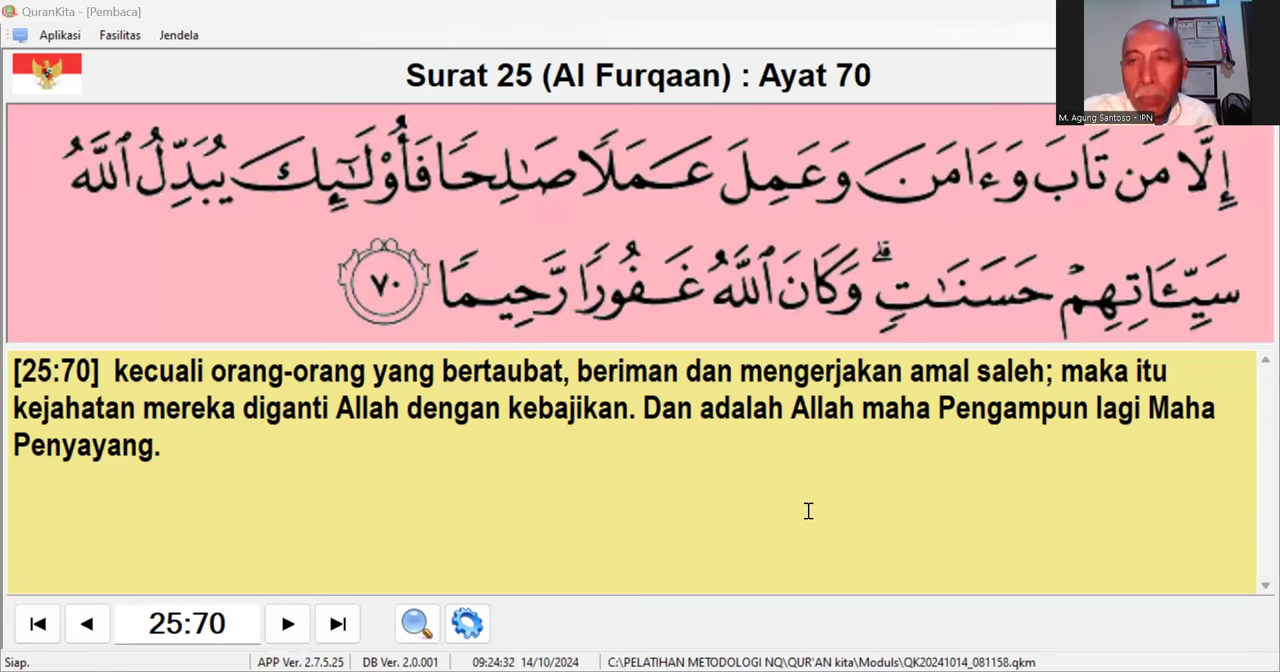 QuranKita - [Pembaca]
Aplikasi Fasilitas Jendela
Surat 25 (Al Furqaan) : Ayat 70
M. Agung Santoso - IPN
إِلَّا مَن تَابَ وَءَامَنَ وَعَمِلَ عَمَلًا صَٰلِحًا فَأُو۟لَٰٓئِكَ يُبَدِّلُ ٱللَّهُ
سَيِّـَٔاتِهِمْ حَسَنَٰتٍ ۗ وَكَانَ ٱللَّهُ غَفُورًا رَّحِيمًا ٧٠
[25:70] kecuali orang-orang yang bertaubat, beriman dan mengerjakan amal saleh; maka itu
kejahatan mereka diganti Allah dengan kebajikan. Dan adalah Allah maha Pengampun lagi Maha
Penyayang.
25:70
Siap. APP Ver. 2.7.5.25 DB Ver. 2.0.001 09:24:32 14/10/2024 C:\PELATIHAN METODOLOGI NQ\QUR'AN kita\Moduls\QK20241014_081158.qkm